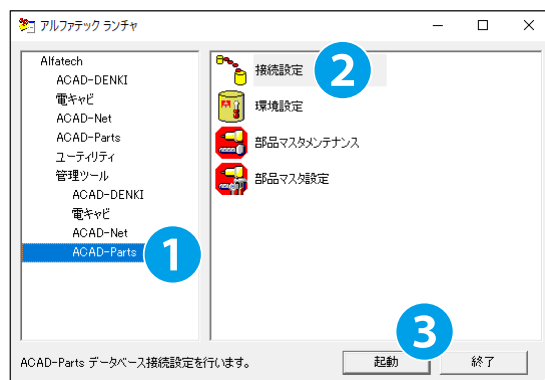 アルファテック ランチャ
Alfatech
ACAD-DENKI
電キャビ
ACAD-Net
ACAD-Parts
ユーティリティ
管理ツール
ACAD-DENKI
電キャビ
ACAD-Net
ACAD-Parts
1
接続設定
2
環境設定
部品マスタメンテナンス
部品マスタ設定
3
ACAD-Parts データベース接続設定を行います。
起動
終了